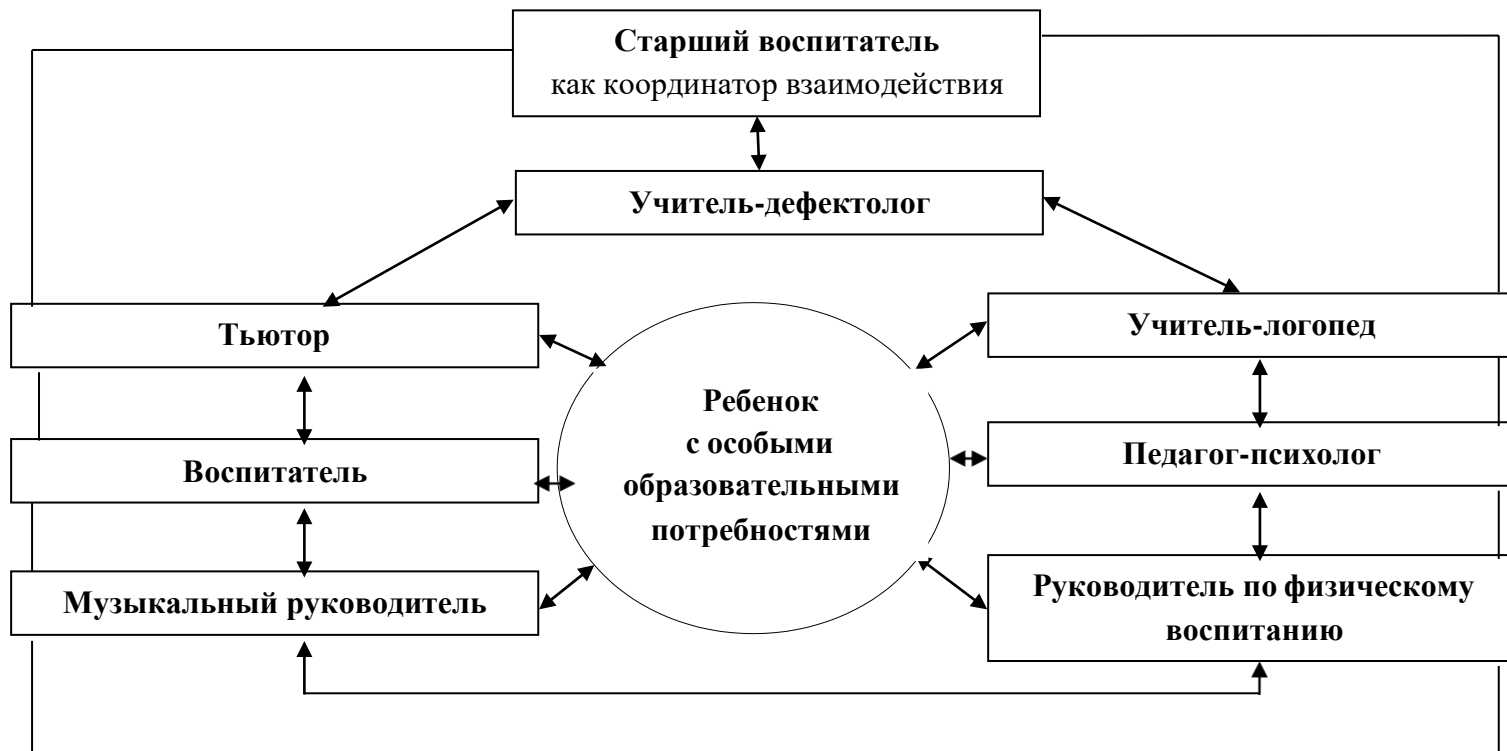 Старший воспитатель
как координатор взаимодействия
Учитель-дефектолог
Тьютор
Учитель-логопед
Ребенок
с особыми
образовательными
потребностями
Воспитатель
Педагог-психолог
Музыкальный руководитель
Руководитель по физическому
воспитанию